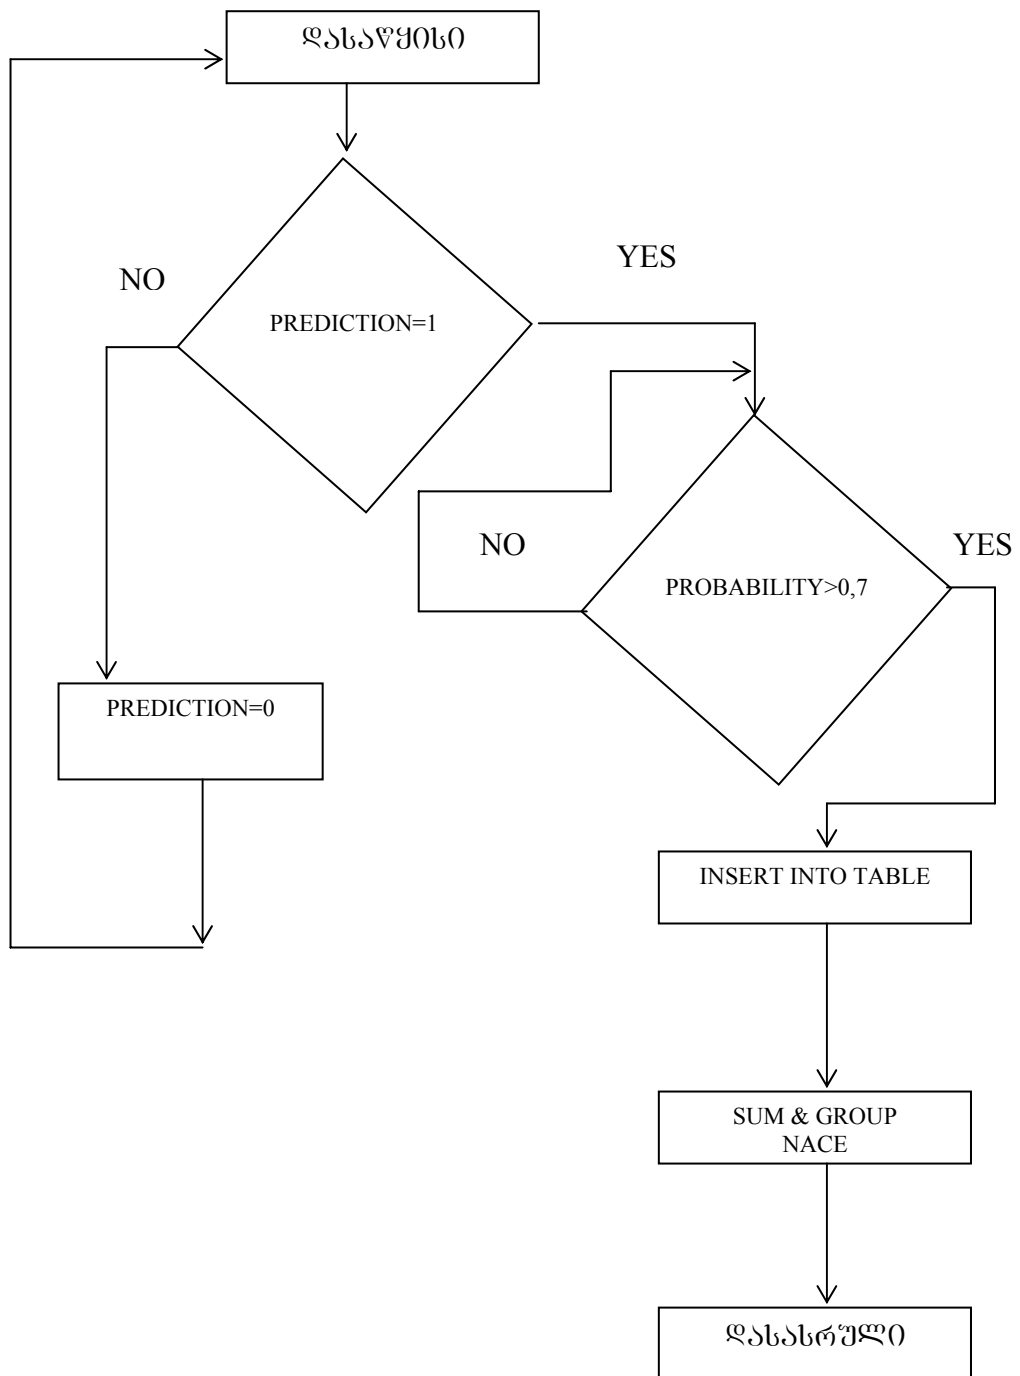 დასაწყისი
NO
YES
PREDICTION=1
NO
YES
PROBABILITY>0,7
PREDICTION=0
INSERT INTO TABLE
SUM & GROUP
NACE
დასასრული